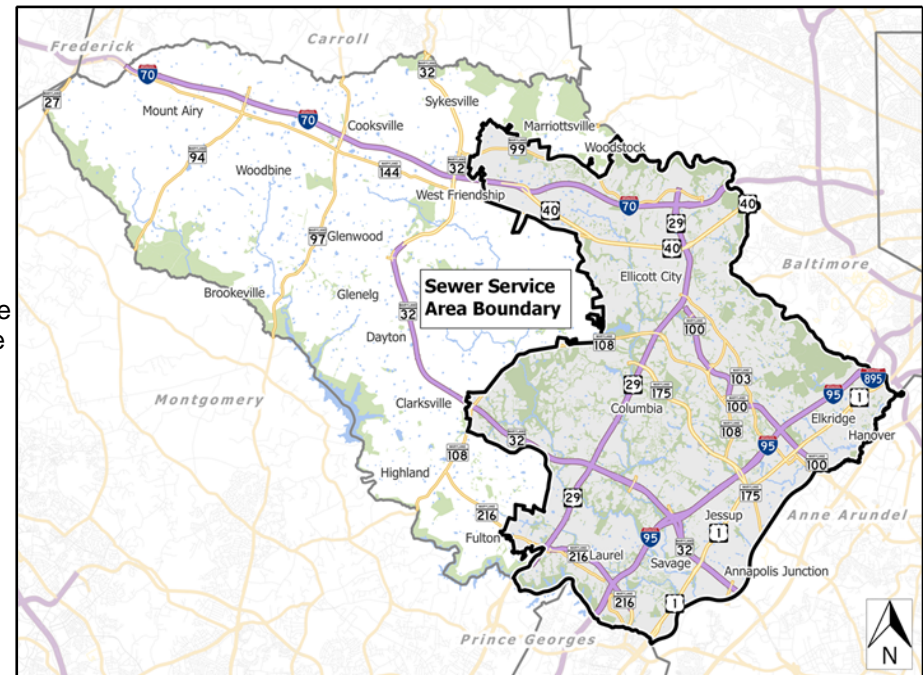 Frederick
Carroll
70
27
Mount Airy
70
32
Sykesville
Cooksville
Marriottsville
94
99
Woodstock
Woodbine
144
32
West Friendship
40
70
40
29
97
Glenwood
40
Baltimore
Brookeville
Glenelg
Sewer Service
Area Boundary
Ellicott City
e
e
32
Dayton
108
100
103
29
175
895
95
1
Montgomery
Clarksville
Columbia
100
Elkridge
108
Hanover
32
95
108
100
Highland
29
175
216
Jessup
Anne Arundel
Fulton
95
1
32
216
Laurel
Savage
Annapolis Junction
216
1
Prince Georges
N